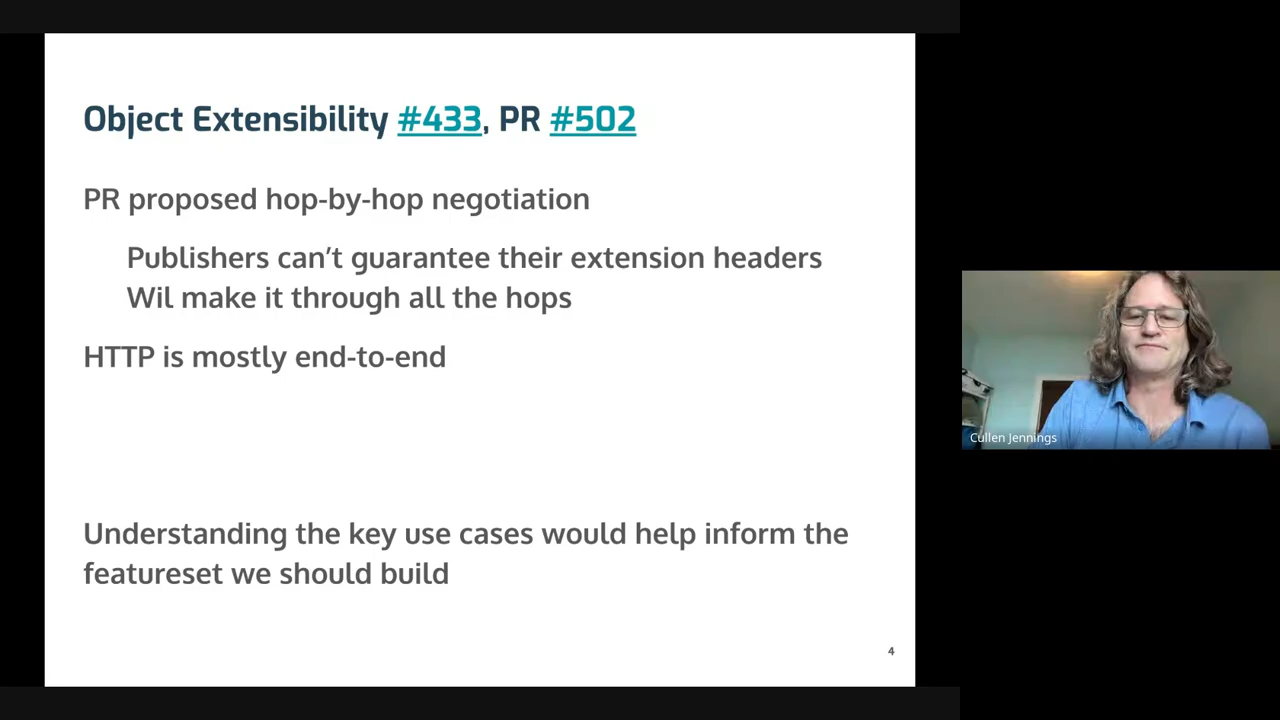 Object Extensibility #433, PR #502
PR proposed hop-by-hop negotiation
Publishers can’t guarantee their extension headers
Wil make it through all the hops
HTTP is mostly end-to-end
Understanding the key use cases would help inform the
featureset we should build
4
Cullen Jennings